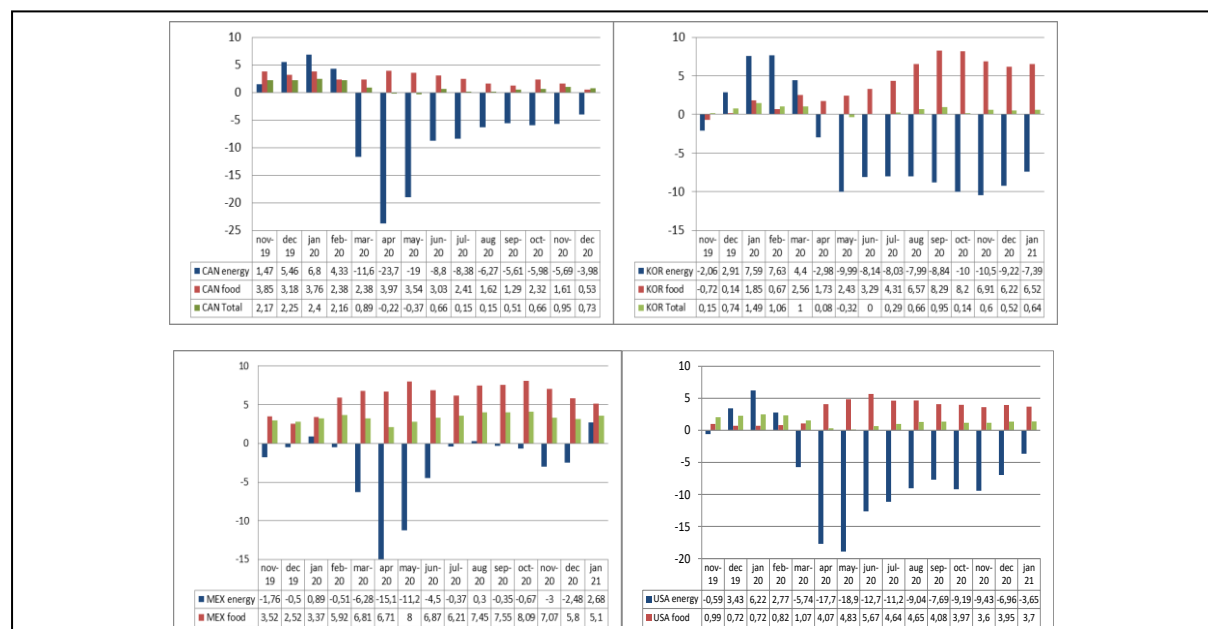 10
5
0
-5
-10
-15
-20
-25
nov-19 dec 19 jan 20 feb-20 mar-20 apr 20 may-20 jun-20 jul-20 aug 20 sep-20 oct-20 nov-20 dec 20
CAN energy 1,47 5,46 6,8 4,33 -11,6 -23,7 -19 -8,8 -8,38 -6,27 -5,61 -5,98 -5,69 -3,98
CAN food 3,85 3,18 3,76 2,38 2,38 3,97 3,54 3,03 2,41 1,62 1,29 2,32 1,61 0,53
CAN Total 2,17 2,25 2,4 2,16 0,89 -0,22 -0,37 0,66 0,15 0,15 0,51 0,66 0,95 0,73
10
5
0
-5
-10
-15
nov-19 dec 19 jan 20 feb-20 mar-20 apr 20 may-20 jun-20 jul-20 aug 20 sep-20 oct-20 nov-20 dec 20 jan 21
KOR energy -2,06 2,91 7,59 7,63 4,4 -2,98 -9,99 -8,14 -8,03 -7,99 -8,84 -10 -10,5 -9,22 -7,39
KOR food -0,72 0,14 1,85 0,67 2,56 1,73 2,43 3,29 4,31 6,57 8,29 8,2 6,91 6,22 6,52
KOR Total 0,15 0,74 1,49 1,06 1 0,08 -0,32 0 0,29 0,66 0,95 0,14 0,6 0,52 0,64
10
5
0
-5
-10
-15
nov-19 dec 19 jan 20 feb-20 mar-20 apr 20 may-20 jun-20 jul-20 aug 20 sep-20 oct-20 nov-20 dec 20 jan 21
MEX energy -1,76 -0,5 0,89 -0,51 -6,28 -15,1 -11,2 -4,5 -0,37 0,3 -0,35 -0,67 -3 -2,48 2,68
MEX food 3,52 2,52 3,37 5,92 6,81 6,71 8 6,87 6,21 7,45 7,55 8,09 7,07 5,8 5,1
10
5
0
-5
-10
-15
-20
nov-19 dec 19 jan 20 feb-20 mar-20 apr 20 may-20 jun-20 jul-20 aug 20 sep-20 oct-20 nov-20 dec 20 jan 21
USA energy -0,59 3,43 6,22 2,77 -5,74 -17,7 -18,9 -12,7 -11,2 -9,04 -7,69 -9,19 -9,43 -6,96 -3,65
USA food 0,99 0,72 0,72 0,82 1,07 4,07 4,83 5,67 4,64 4,65 4,08 3,97 3,6 3,95 3,7